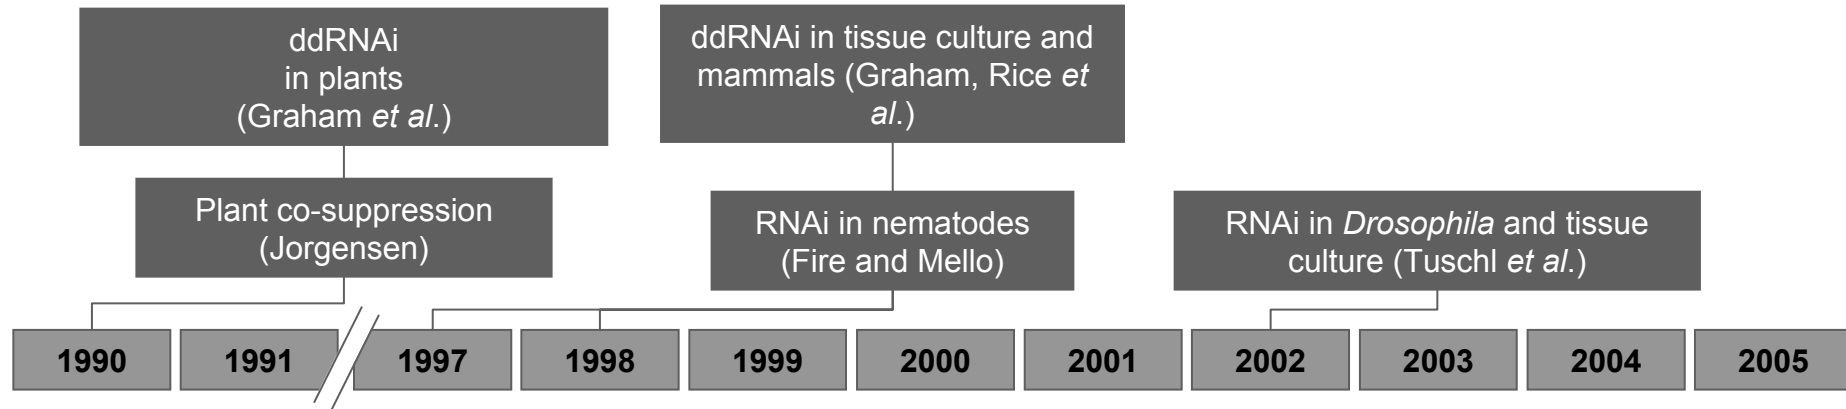 ddRNAi
in plants
(Graham et al.)
ddRNAi in tissue culture and
mammals (Graham, Rice et
al.)
Plant co-suppression
(Jorgensen)
RNAi in nematodes
(Fire and Mello)
RNAi in Drosophila and tissue
culture (Tuschl et al.)
1990 1991 1997 1998 1999 2000 2001 2002 2003 2004 2005